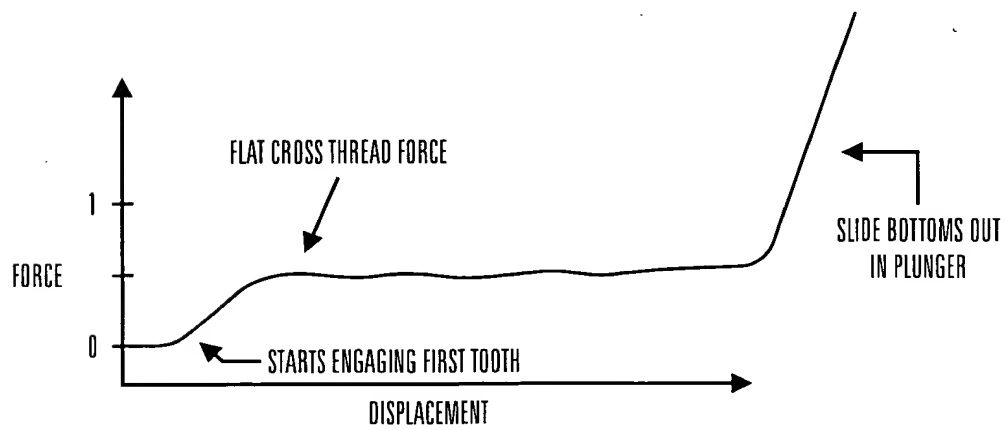 FLAT CROSS THREAD FORCE
1
SLIDE BOTTOMS OUT
IN PLUNGER
FORCE
0
STARTS ENGAGING FIRST TOOTH
DISPLACEMENT